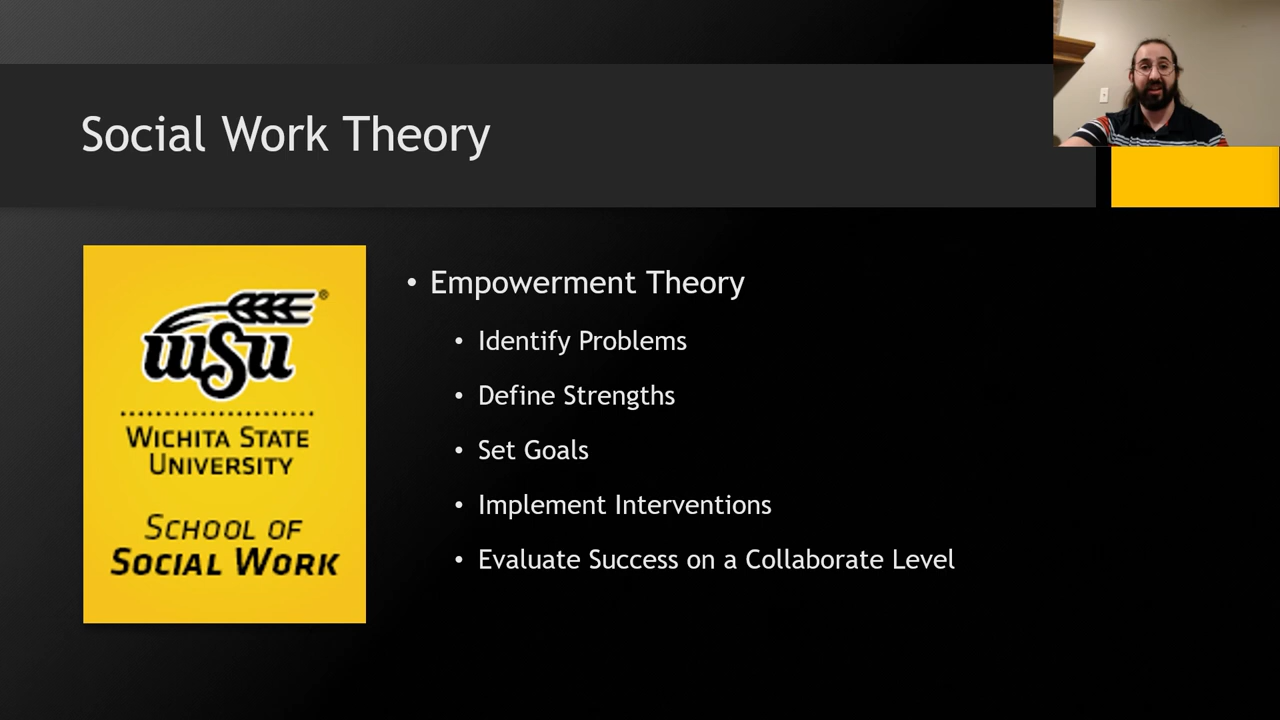 Social Work Theory
WSU®
WICHITA STATE
UNIVERSITY
SCHOOL OF
SOCIAL WORK
• Empowerment Theory
• Identify Problems
• Define Strengths
• Set Goals
• Implement Interventions
• Evaluate Success on a Collaborate Level